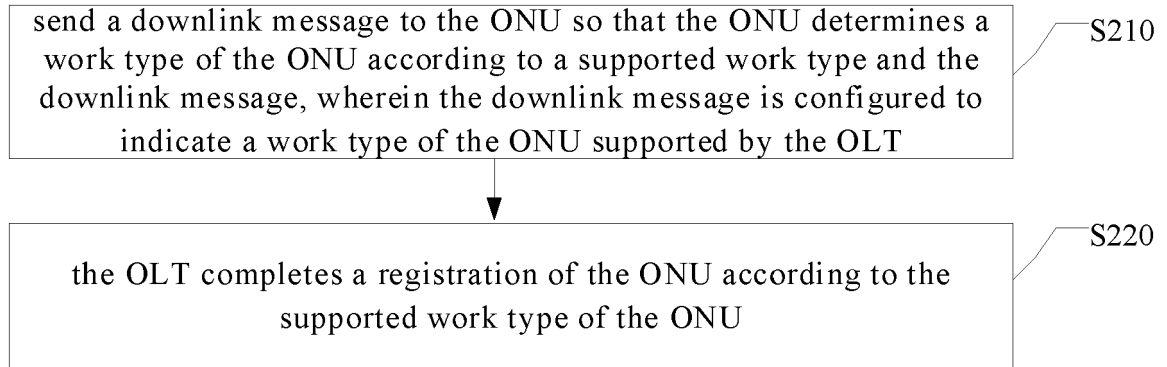 send a downlink message to the ONU so that the ONU determines a
work type of the ONU according to a supported work type and the
downlink message, wherein the downlink message is configured to
indicate a work type of the ONU supported by the OLT
S210
the OLT completes a registration of the ONU according to the
supported work type of the ONU
S220